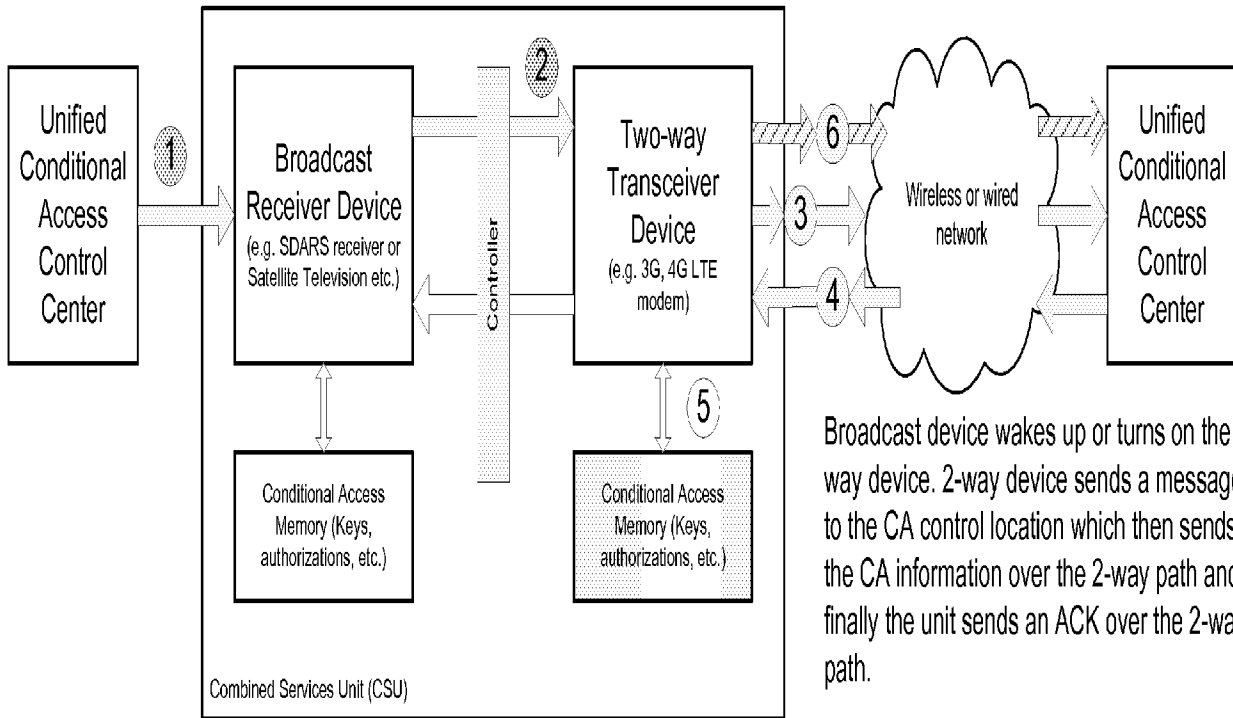 Unified
Conditional
Access
Control
Center
1
Broadcast
Receiver Device
(e.g. SDARS receiver or
Satellite Television etc.)
Controller
2
Two-way
Transceiver
Device
(e.g. 3G, 4G LTE
modem)
6
3
4
5
Wireless or wired
network
Unified
Conditional
Access
Control
Center
Conditional Access
Memory (Keys,
authorizations, etc.)
Conditional Access
Memory (Keys,
authorizations, etc.)
Combined Services Unit (CSU)
Broadcast device wakes up or turns on the
way device. 2-way device sends a message
to the CA control location which then sends
the CA information over the 2-way path and
finally the unit sends an ACK over the 2-wa
path.